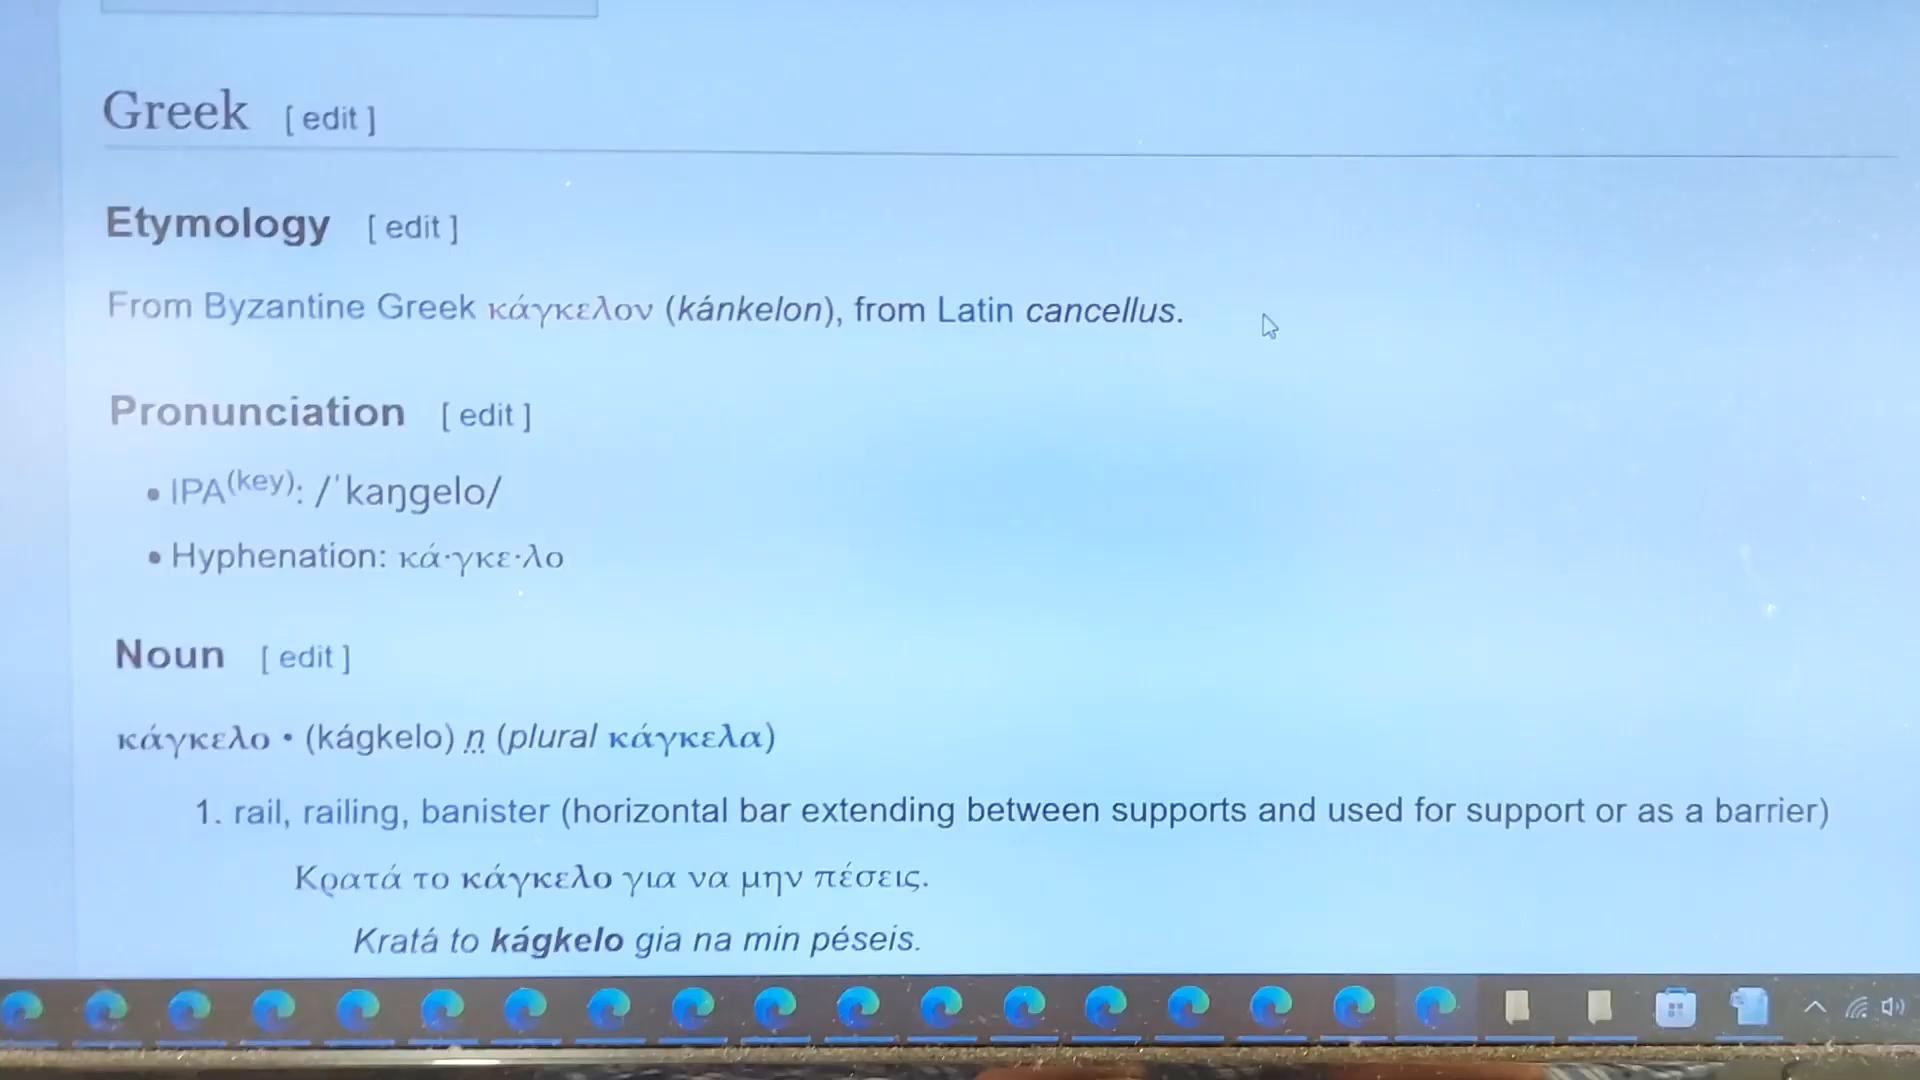 Greek [ edit ]
Etymology [ edit ]
From Byzantine Greek κάγκελον (kánkelon), from Latin cancellus.
Pronunciation [ edit ]
• IPA(key): /ˈkaŋɡelo/
• Hyphenation: κά·γκε·λο
Noun [ edit ]
κάγκελο • (kágkelo) n (plural κάγκελα)
1. rail, railing, banister (horizontal bar extending between supports and used for support or as a barrier)
Κρατά το κάγκελο για να μην πέσεις.
Kratá to kágkelo gia na min péseis.